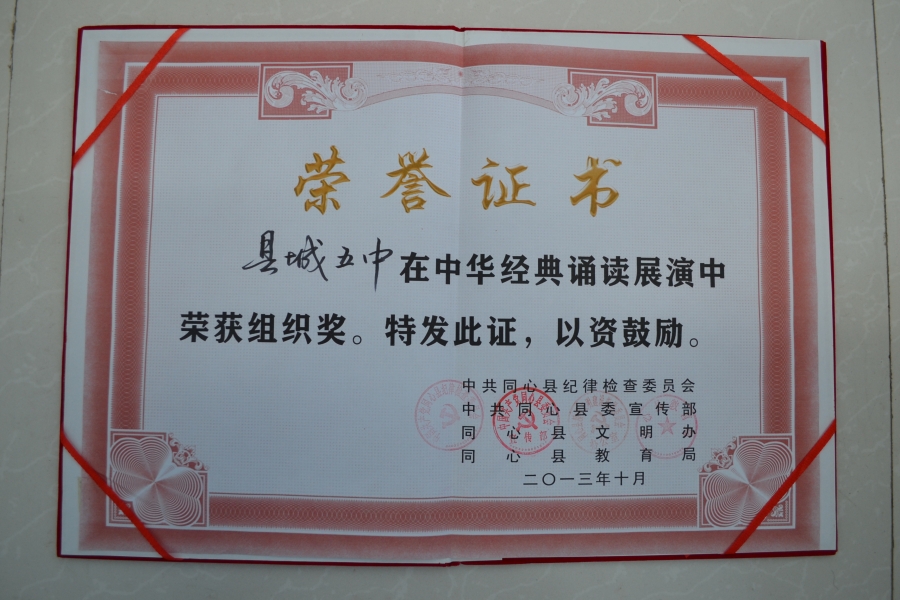 荣誉证书
县城五中在中华经典诵读展演中
荣获组织奖。特发此证，以资鼓励。
中共同心县纪律检查委员会
中共同心县委宣传部
同心县文明办
同心县教育局
二〇一三年十月